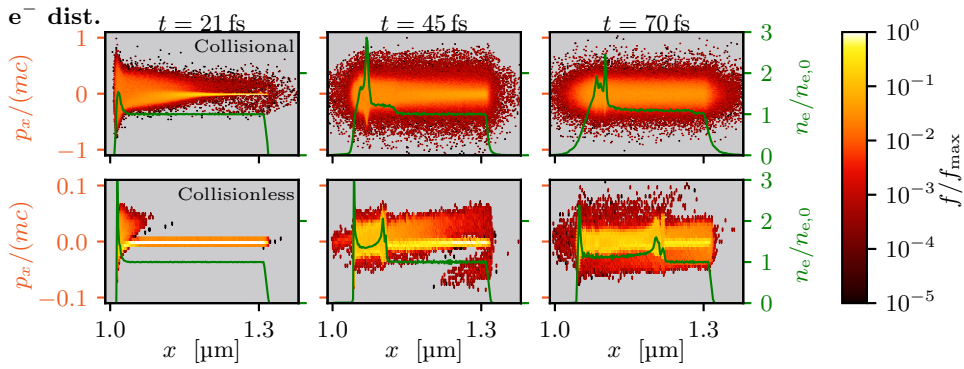 e⁻ dist.
t = 21 fs
t = 45 fs
t = 70 fs
Collisional
p_x/(mc)
1
0
−1
n_e/n_{e,0}
3
2
1
0
Collisionless
p_x/(mc)
0.1
0.0
−0.1
n_e/n_{e,0}
3
2
1
0
1.0
1.3
1.0
1.3
1.0
1.3
x [µm]
x [µm]
x [µm]
10⁰
10⁻¹
10⁻²
10⁻³
10⁻⁴
10⁻⁵
f/f_max